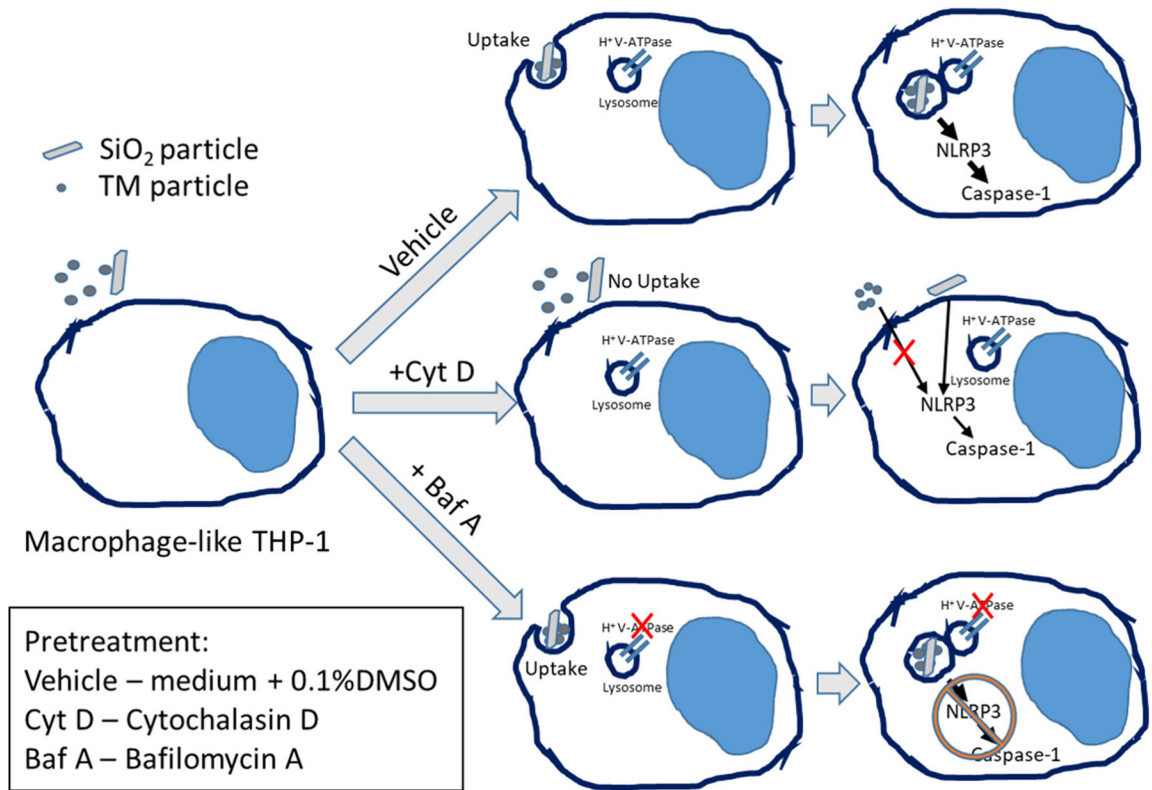 Uptake
H⁺ V-ATPase
Lysosome
H⁺ V-ATPase
NLRP3
Caspase-1
SiO₂ particle
TM particle
Vehicle
No Uptake
H⁺ V-ATPase
Lysosome
H⁺ V-ATPase
Lysosome
NLRP3
Caspase-1
+Cyt D
+ Baf A
Macrophage-like THP-1
H⁺ V-ATPase
Uptake
Lysosome
H⁺ V-ATPase
NLRP3
Caspase-1
Pretreatment:
Vehicle – medium + 0.1%DMSO
Cyt D – Cytochalasin D
Baf A – Bafilomycin A